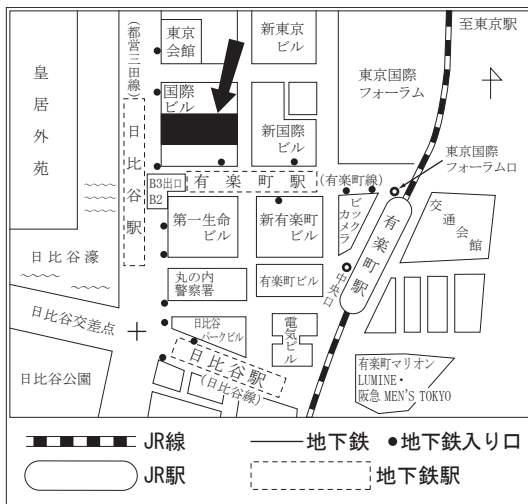 至東京駅
(都営三田線)
東京
会館
新東京
ビル
皇居外苑
国際
ビル
東京国際
フォーラム
新国際
ビル
日比谷駅
東京国際
フォーラム口
B3出口
B2
有楽町駅
(有楽町線)
ビックカメラ
交通会館
第一生命
ビル
新有楽町
ビル
有楽町駅
日比谷濠
丸の内
警察署
有楽町ビル
中央口
日比谷交差点
日比谷
パークビル
電気ビル
日比谷駅
(日比谷線)
日比谷公園
有楽町マリオン
LUMINE・
阪急 MEN'S TOKYO
JR線
地下鉄
地下鉄入り口
JR駅
地下鉄駅